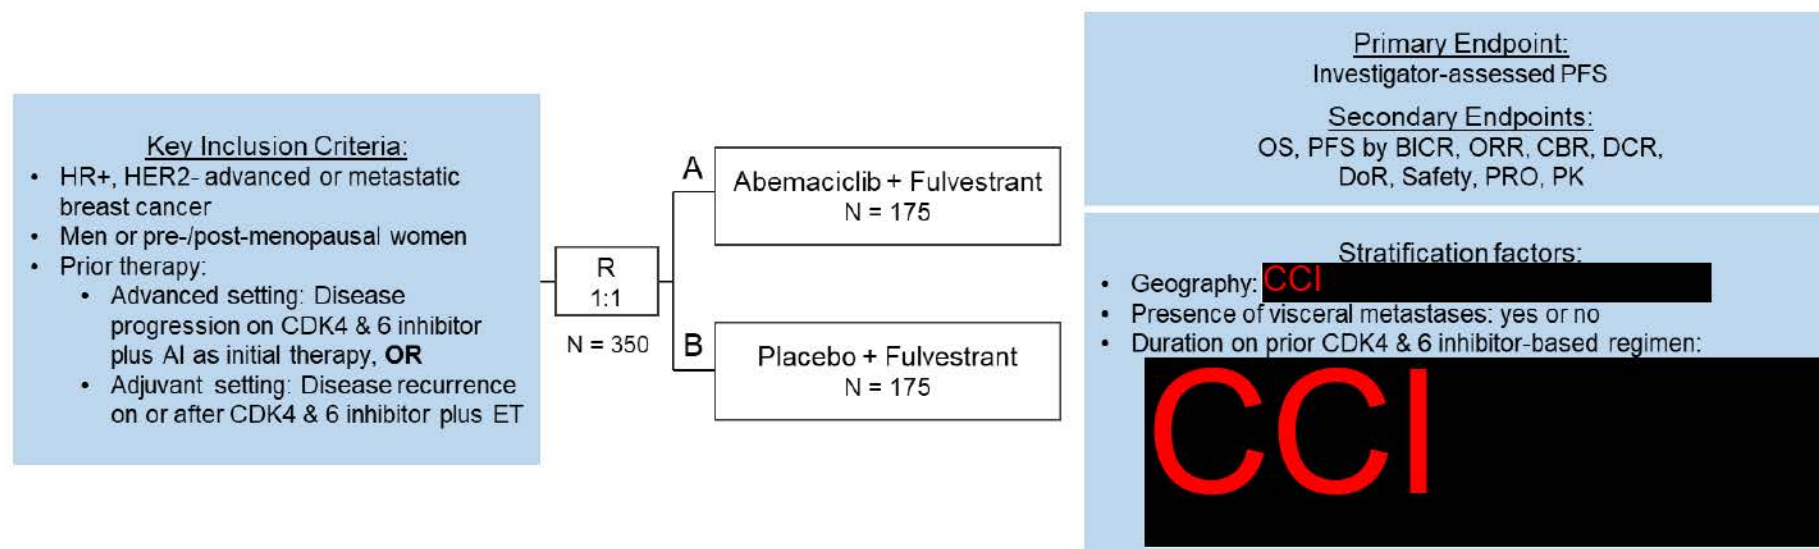 Key Inclusion Criteria:
• HR+, HER2- advanced or metastatic
breast cancer
• Men or pre-/post-menopausal women
• Prior therapy:
• Advanced setting: Disease
progression on CDK4 & 6 inhibitor
plus AI as initial therapy, OR
• Adjuvant setting: Disease recurrence
on or after CDK4 & 6 inhibitor plus ET
R
1:1
N = 350
A
Abemaciclib + Fulvestrant
N = 175
B
Placebo + Fulvestrant
N = 175
Primary Endpoint:
Investigator-assessed PFS
Secondary Endpoints:
OS, PFS by BICR, ORR, CBR, DCR,
DoR, Safety, PRO, PK
Stratification factors:
• Geography: CCI
• Presence of visceral metastases: yes or no
• Duration on prior CDK4 & 6 inhibitor-based regimen:
CCI